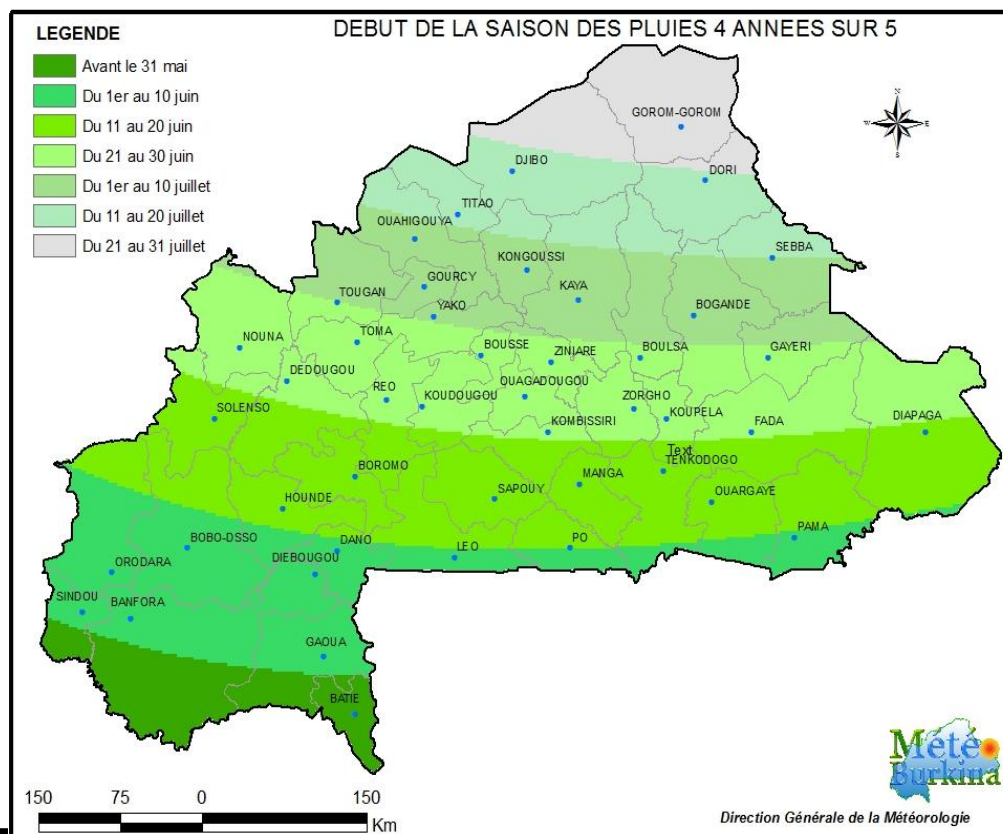 DEBUT DE LA SAISON DES PLUIES 4 ANNEES SUR 5
LEGENDE
Avant le 31 mai
Du 1er au 10 juin
Du 11 au 20 juin
Du 21 au 30 juin
Du 1er au 10 juillet
Du 11 au 20 juillet
Du 21 au 31 juillet
N
W E
S
GOROM-GOROM
DJIBO
DORI
TITAO
OUAHIGOUYA
SEBBA
KONGOUSSI
GOURCY
KAYA
TOUGAN
YAKO
BOGANDE
NOUNA
TOMA
BOUSSE
ZINIARE
BOULSA
GAYERI
DEDOUGOU
REO
KOUDOUGOU
OUAGADOUGOU
SOLENSO
ZORGHO
KOUPELA
KOMBISSIRI
FADA
DIAPAGA
Text
TENKODOGO
BOROMO
MANGA
SAPOUY
HOUNDE
OUARGAYE
BOBO-DSSO
DANO
LEO
PO
PAMA
ORODARA
DIEBOUGOU
SINDOU
BANFORA
GAOUA
BATIE
Météo
Burkina
150 75 0 150
Km
Direction Générale de la Météorologie